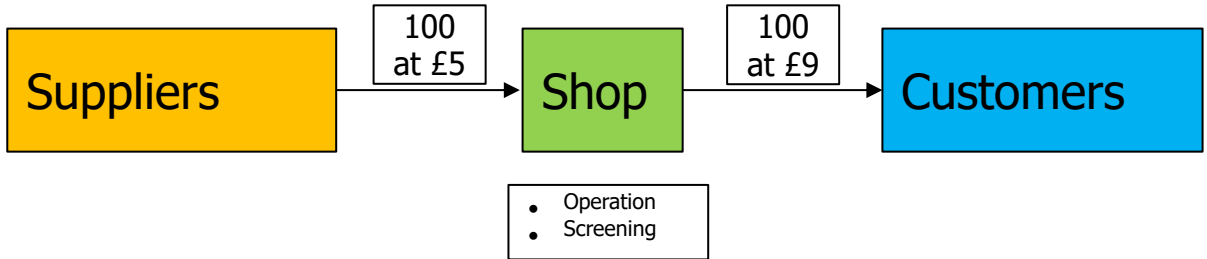 100
at £5
100
at £9
Suppliers
Shop
Customers
• Operation
• Screening